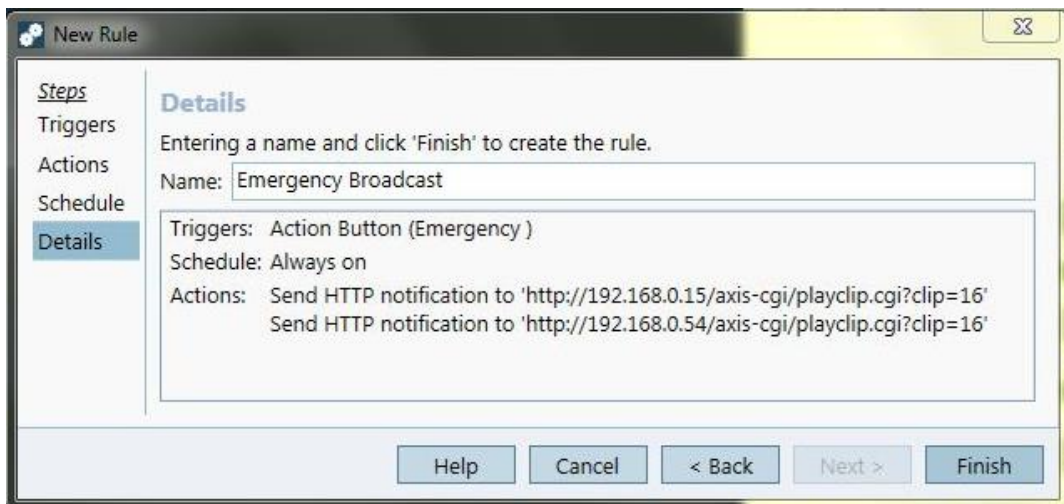 New Rule
Steps
Triggers
Actions
Schedule
Details
Details
Entering a name and click 'Finish' to create the rule.
Name: Emergency Broadcast
Triggers: Action Button (Emergency )
Schedule: Always on
Actions: Send HTTP notification to 'http://192.168.0.15/axis-cgi/playclip.cgi?clip=16'
Send HTTP notification to 'http://192.168.0.54/axis-cgi/playclip.cgi?clip=16'
Help
Cancel
< Back
Next >
Finish